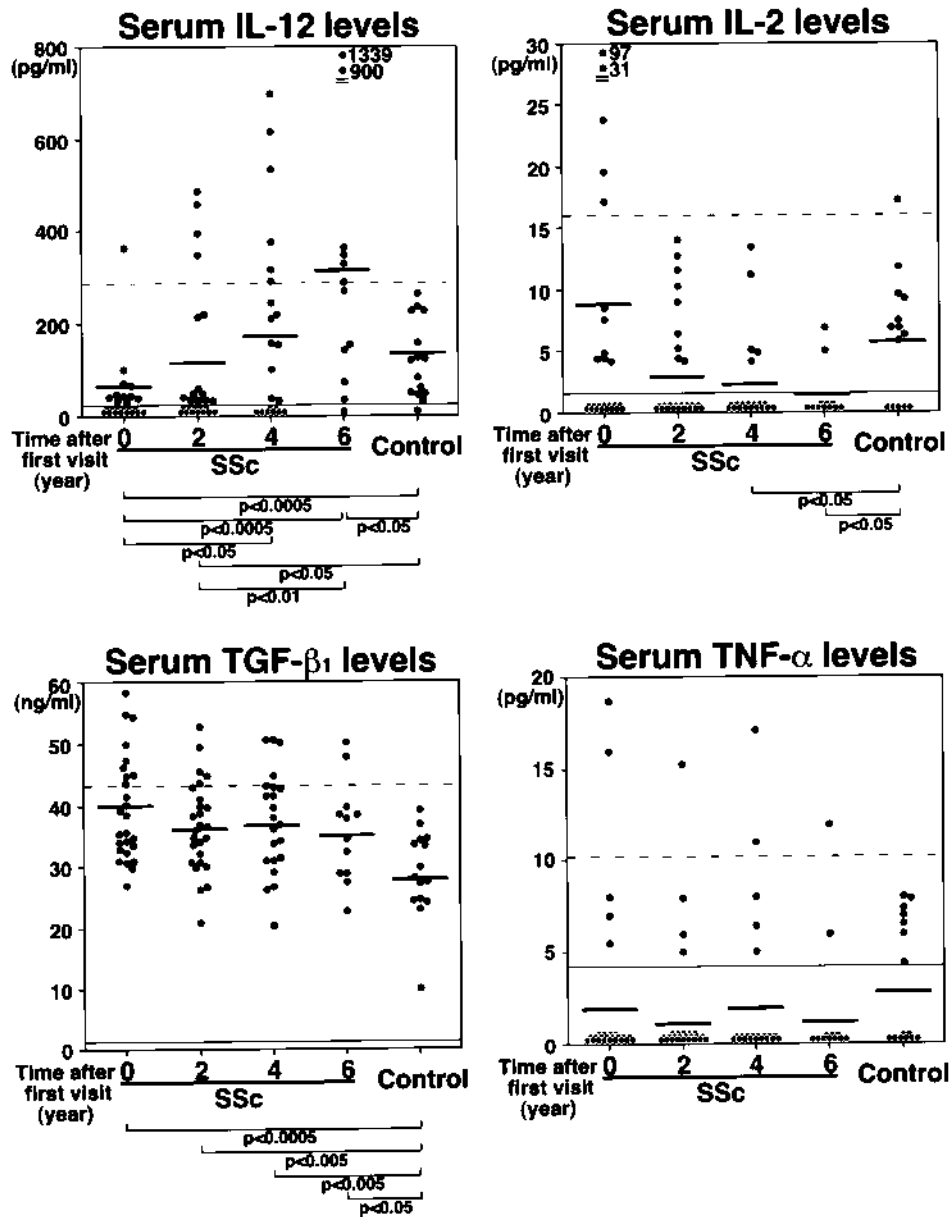 Serum IL-12 levels
800
(pg/ml)
600
400
200
0
1339
900
Time after
first visit
(year)
0 2 4 6 Control
SSc
p<0.0005
p<0.0005
p<0.05
p<0.05
p<0.05
p<0.01
Serum IL-2 levels
30
(pg/ml)
25
20
15
10
5
0
97
31
Time after
first visit
(year)
0 2 4 6 Control
SSc
p<0.05
p<0.05
Serum TGF-β1 levels
60
(ng/ml)
50
40
30
20
10
0
Time after
first visit
(year)
0 2 4 6 Control
SSc
p<0.0005
p<0.005
p<0.005
p<0.05
Serum TNF-α levels
20
(pg/ml)
15
10
5
0
Time after
first visit
(year)
0 2 4 6 Control
SSc